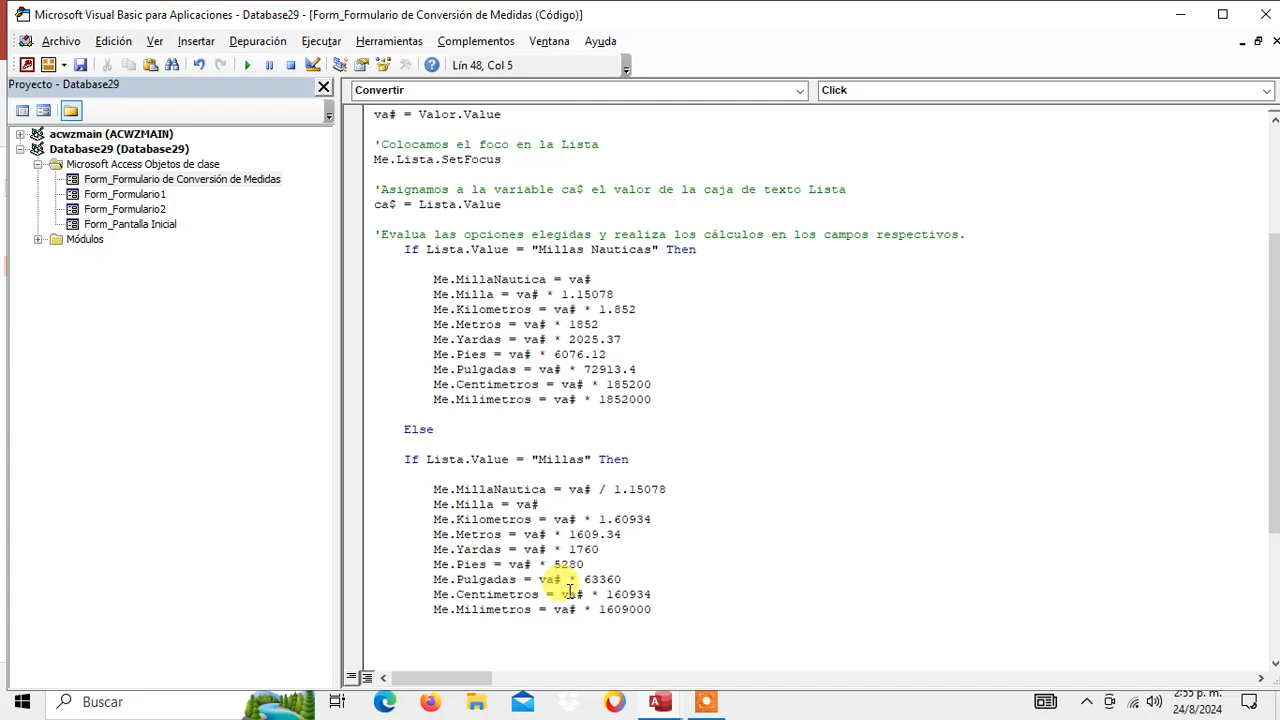 Microsoft Visual Basic para Aplicaciones - Database29 - [Form_Formulario de Conversión de Medidas (Código)]
Archivo Edición Ver Insertar Formato Depuración Ejecutar Herramientas Complementos Ventana Ayuda
Lín 48, Col 5
Proyecto - Database29
Convertir
Click
acwzmain (ACWZMAIN)
Database29 (Database29)
Microsoft Access Objetos de clase
Form_Formulario de Conversión de Medidas
Form_Formulario1
Form_Formulario2
Form_Pantalla Inicial
Módulos
va# = Valor.Value
'Colocamos el foco en la Lista
Me.Lista.SetFocus
'Asignamos a la variable ca$ el valor de la caja de texto Lista
ca$ = Lista.Value
'Evalua las opciones elegidas y realiza los cálculos en los campos respectivos.
If Lista.Value = "Millas Nauticas" Then
Me.MillaNautica = va#
Me.Milla = va# * 1.15078
Me.Kilometros = va# * 1.852
Me.Metros = va# * 1852
Me.Yardas = va# * 2025.37
Me.Pies = va# * 6076.12
Me.Pulgadas = va# * 72913.4
Me.Centimetros = va# * 185200
Me.Milimetros = va# * 1852000
Else
If Lista.Value = "Millas" Then
Me.MillaNautica = va# / 1.15078
Me.Milla = va#
Me.Kilometros = va# * 1.60934
Me.Metros = va# * 1609.34
Me.Yardas = va# * 1760
Me.Pies = va# * 5280
Me.Pulgadas = va# * 63360
Me.Centimetros = va# * 160934
Me.Milimetros = va# * 1609000
Buscar
2:55 p. m.
24/8/2024